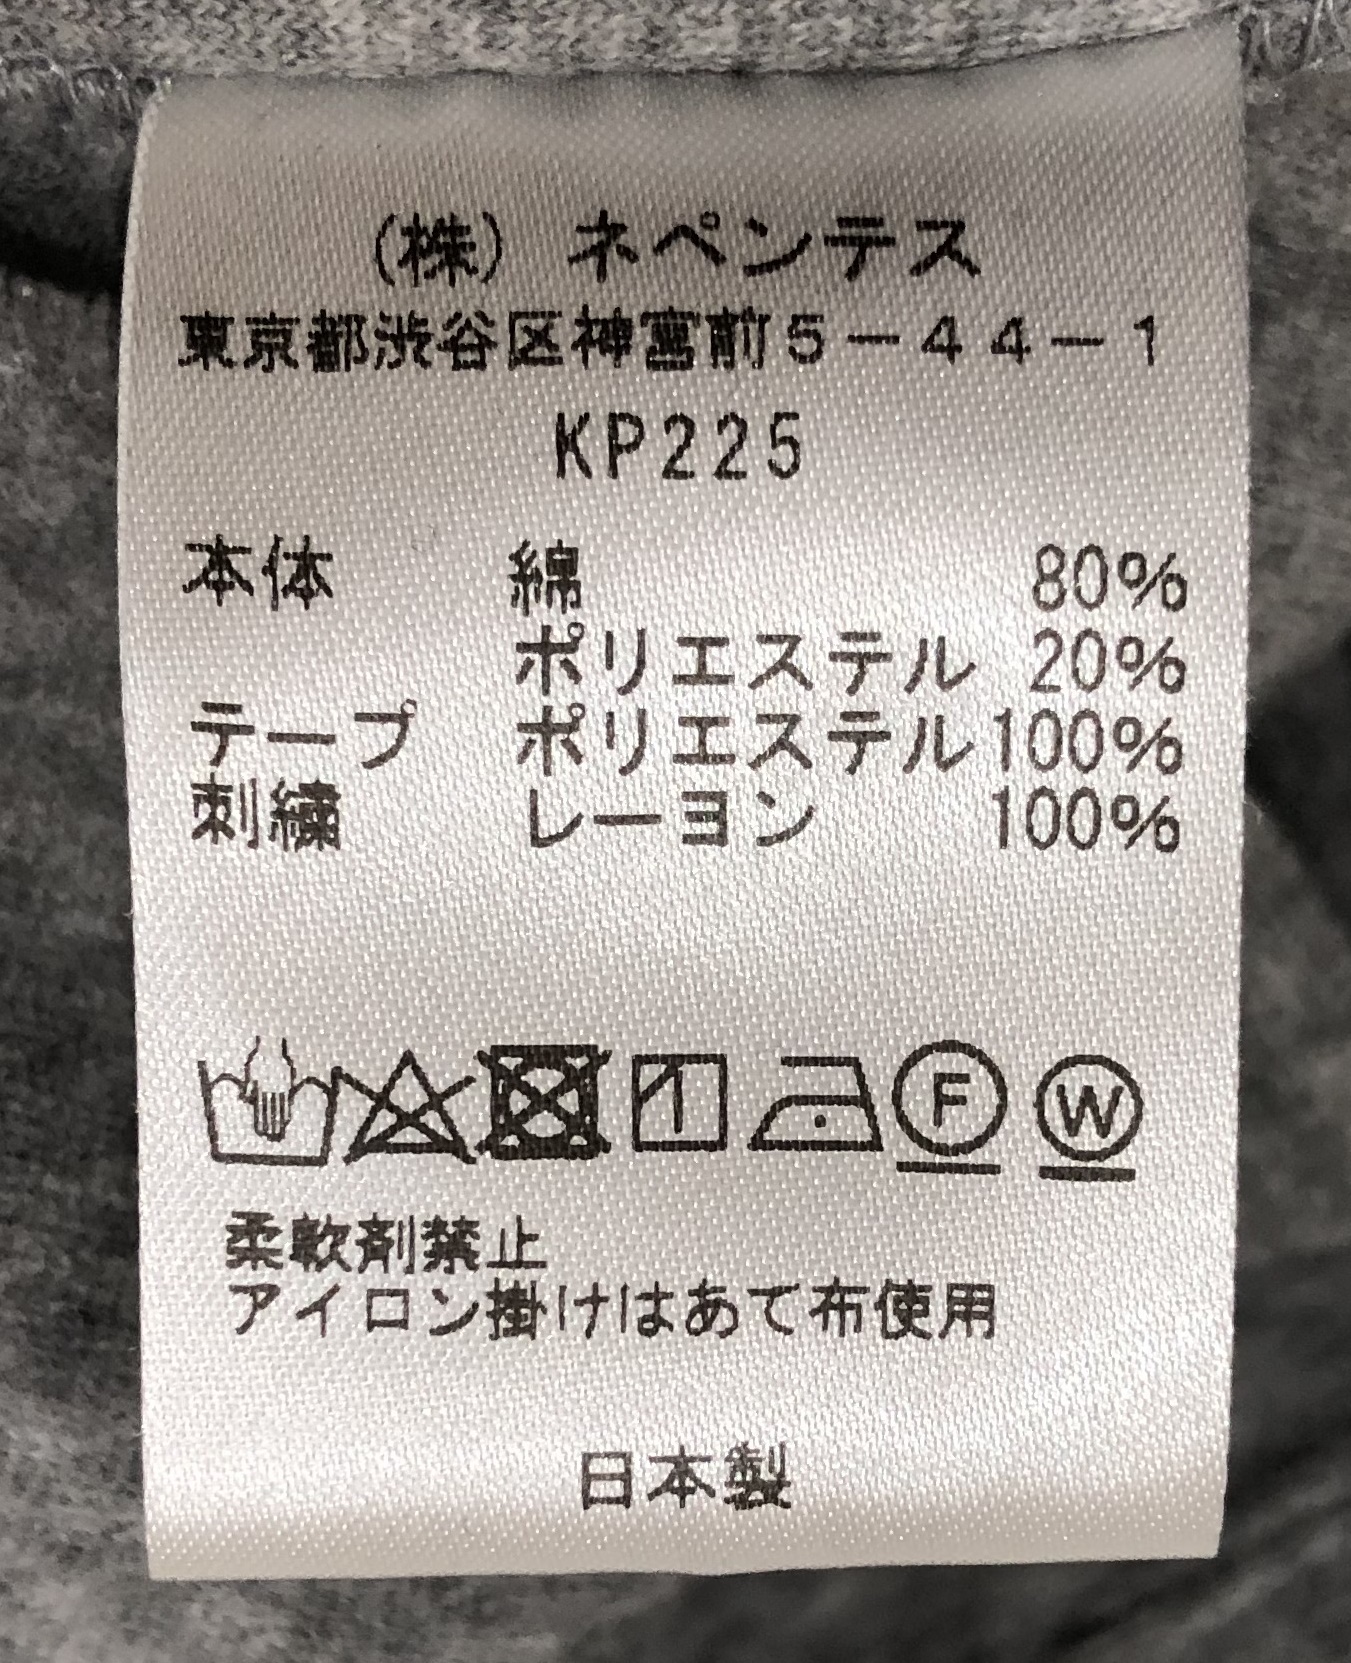 (株) ネペンテス
東京都渋谷区神宮前5-44-1
KP225
本体 綿 80%
ポリエステル 20%
テープ ポリエステル100%
刺繍 レーヨン 100%
F W
柔軟剤禁止
アイロン掛けはあて布使用
日本製